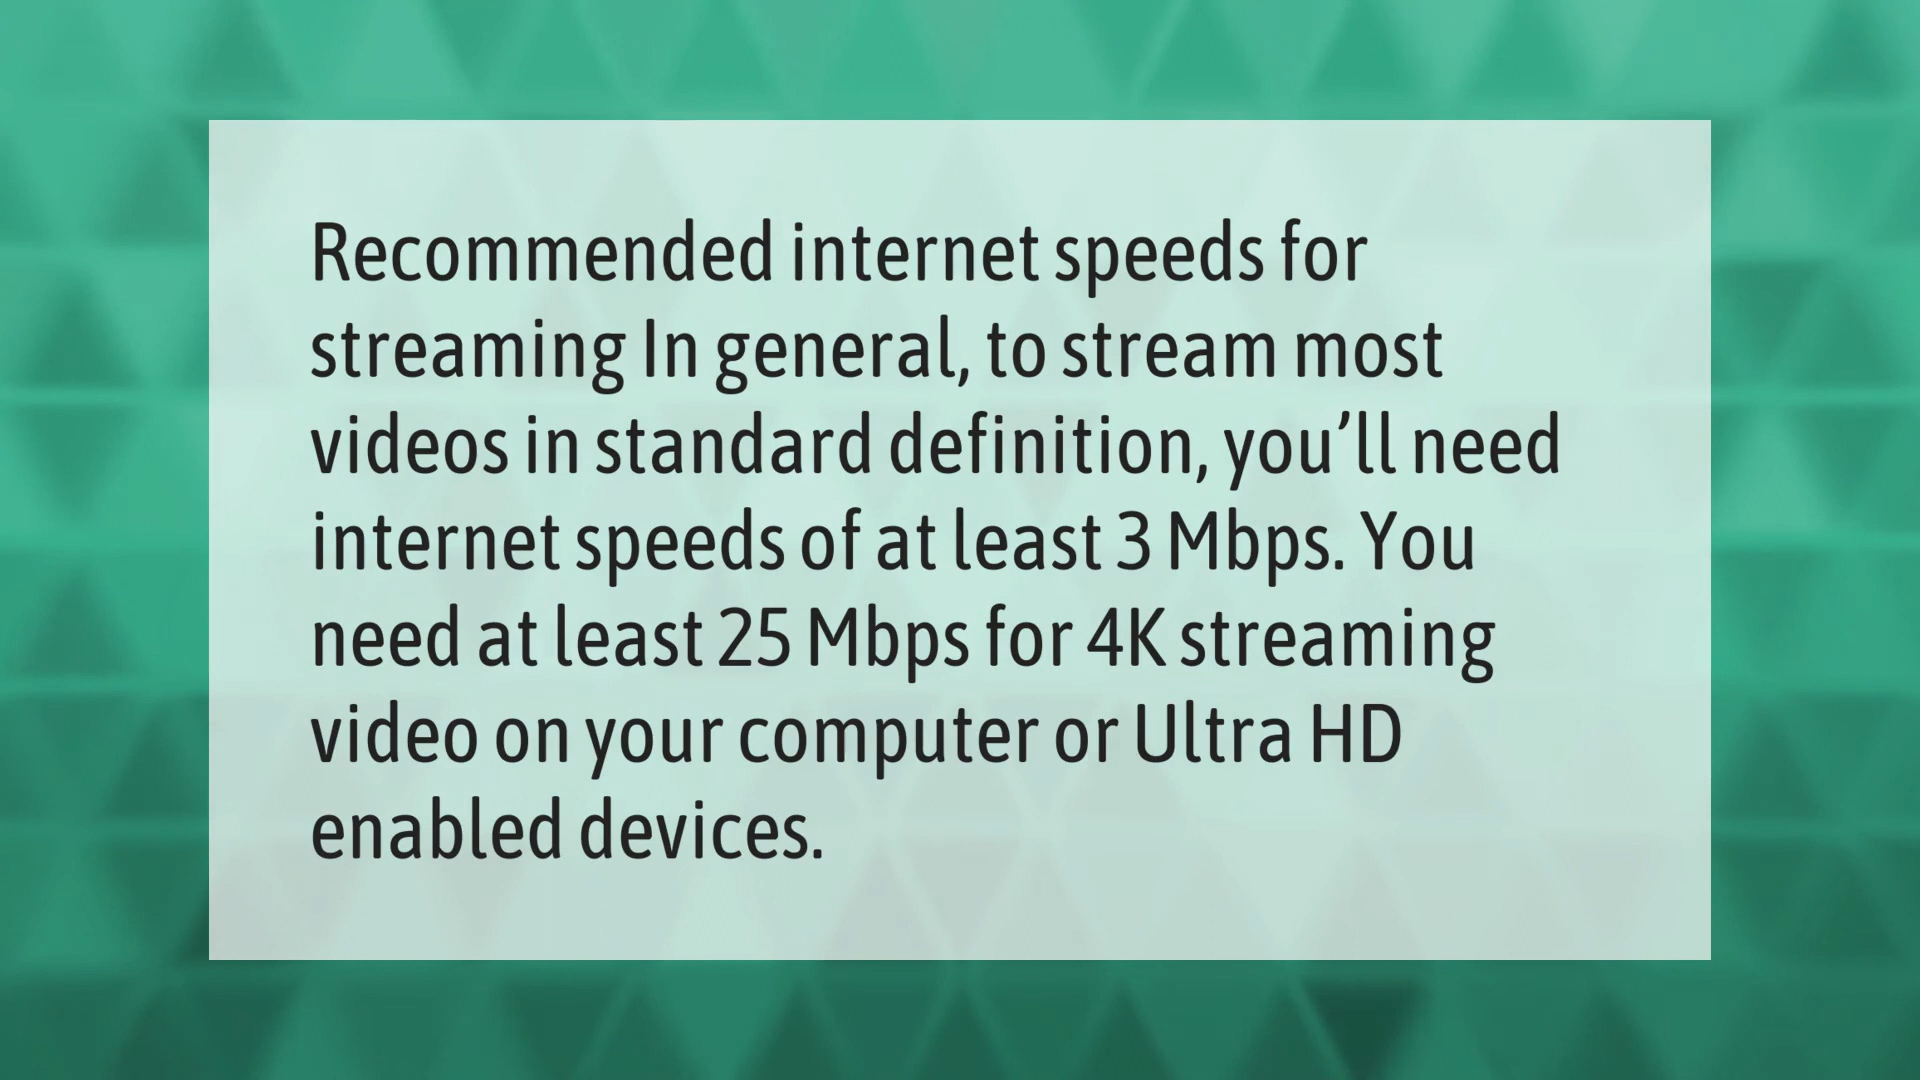 Recommended internet speeds for
streaming In general, to stream most
videos in standard definition, you’ll need
internet speeds of at least 3 Mbps. You
need at least 25 Mbps for 4K streaming
video on your computer or Ultra HD
enabled devices.